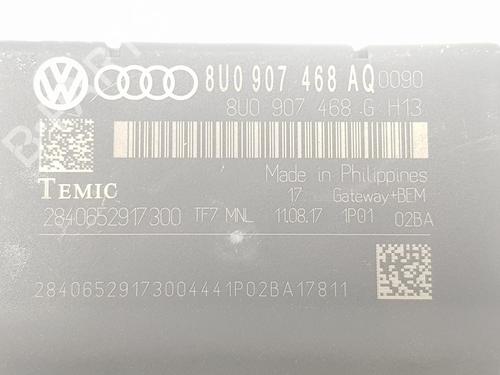 8U0 907 468 AQ 0090
8U0 907 468 G H13
Made in Philippines
TEMIC 17 Gateway+BEM
2840652917300 TF7 MNL 11.08.17 1P01 02BA
28406529173004441P02BA17811